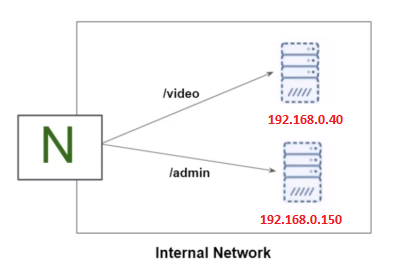 /video
192.168.0.40
N
/admin
192.168.0.150
Internal Network